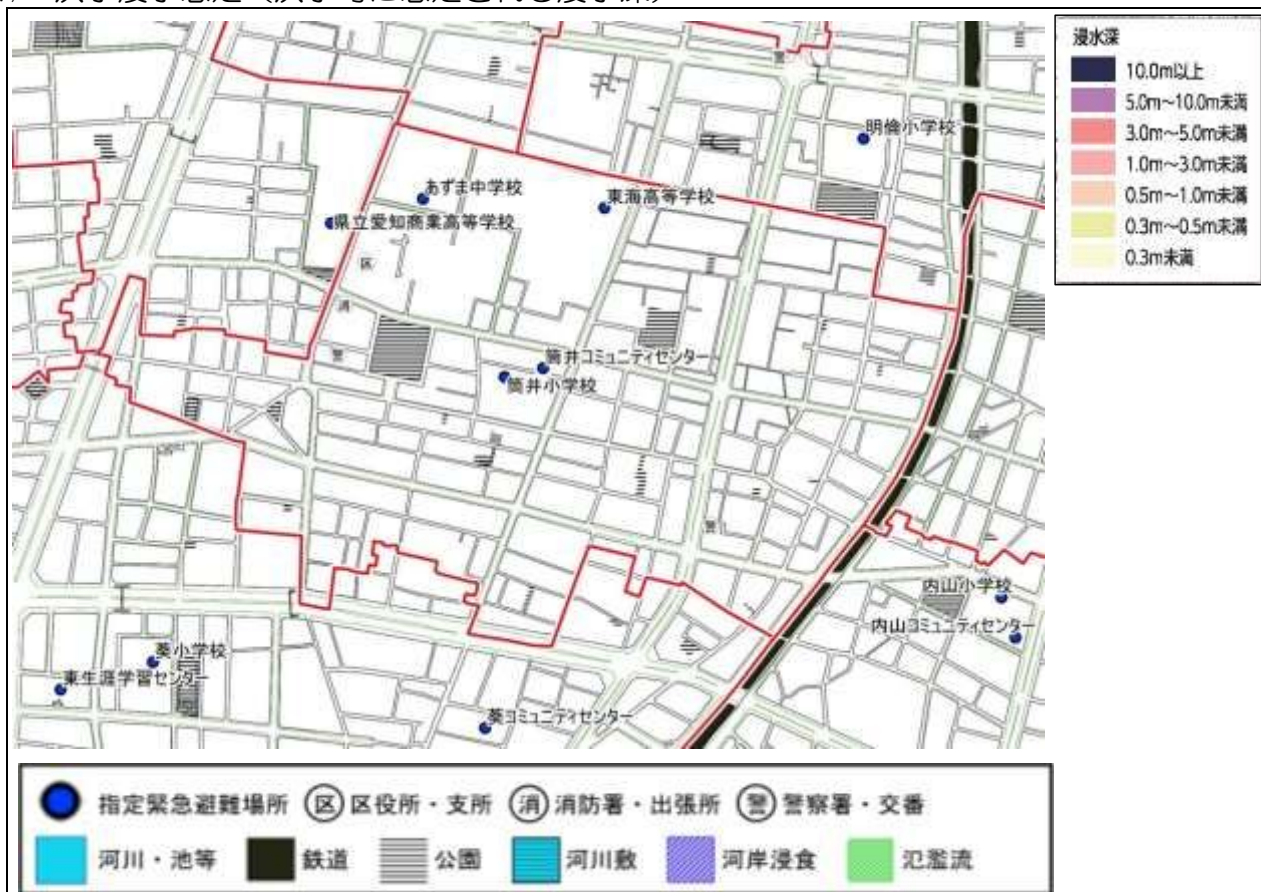 浸水深
10.0m以上
5.0m～10.0m未満
3.0m～5.0m未満
1.0m～3.0m未満
0.5m～1.0m未満
0.3m～0.5m未満
0.3m未満
警
明倫小学校
あずま中学校
東海高等学校
県立愛知商業高等学校
区
消
警
筒井コミュニティセンター
筒井小学校
警
内山小学校
内山コミュニティセンター
葵小学校
東生涯学習センター
葵コミュニティセンター
指定緊急避難場所 区 区役所・支所 消 消防署・出張所 警 警察署・交番
河川・池等 鉄道 公園 河川敷 河岸浸食 氾濫流